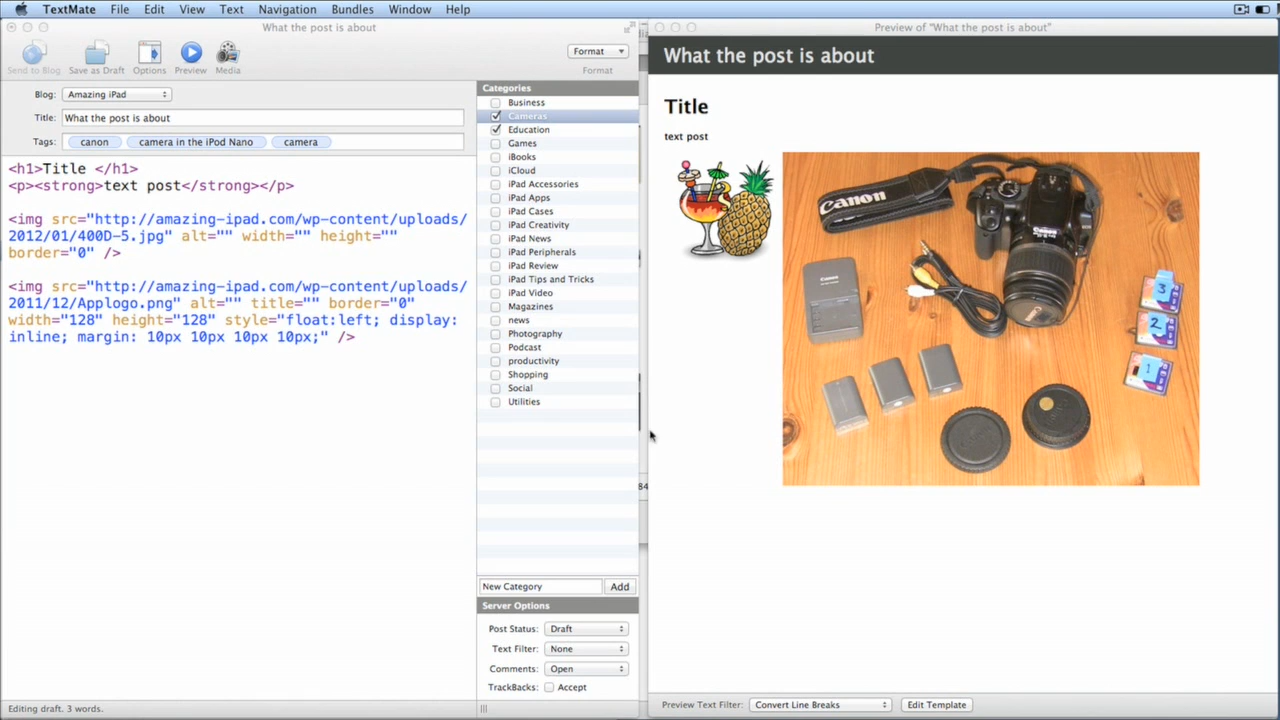 TextMate File Edit View Text Navigation Bundles Window Help
What the post is about
Send to Blog Save as Draft Options Preview Media
Format
Format
Blog: Amazing iPad
Title: What the post is about
Tags: canon camera in the iPod Nano camera
<h1>Title </h1>
<p><strong>text post</strong></p>
<img src="http://amazing-ipad.com/wp-content/uploads/
2012/01/400D-5.jpg" alt="" width="" height=""
border="0" />
<img src="http://amazing-ipad.com/wp-content/uploads/
2011/12/Applogo.png" alt="" title="" border="0"
width="128" height="128" style="float:left; display:
inline; margin: 10px 10px 10px 10px;" />
Editing draft. 3 words.
Categories
Business
Cameras
Education
Games
iBooks
iCloud
iPad Accessories
iPad Apps
iPad Cases
iPad Creativity
iPad News
iPad Peripherals
iPad Review
iPad Tips and Tricks
iPad Video
Magazines
news
Photography
Podcast
productivity
Shopping
Social
Utilities
New Category Add
Server Options
Post Status: Draft
Text Filter: None
Comments: Open
TrackBacks: Accept
84
Preview of "What the post is about"
What the post is about
Title
text post
Canon
Canon
Canon
3
2
1
Preview Text Filter: Convert Line Breaks Edit Template